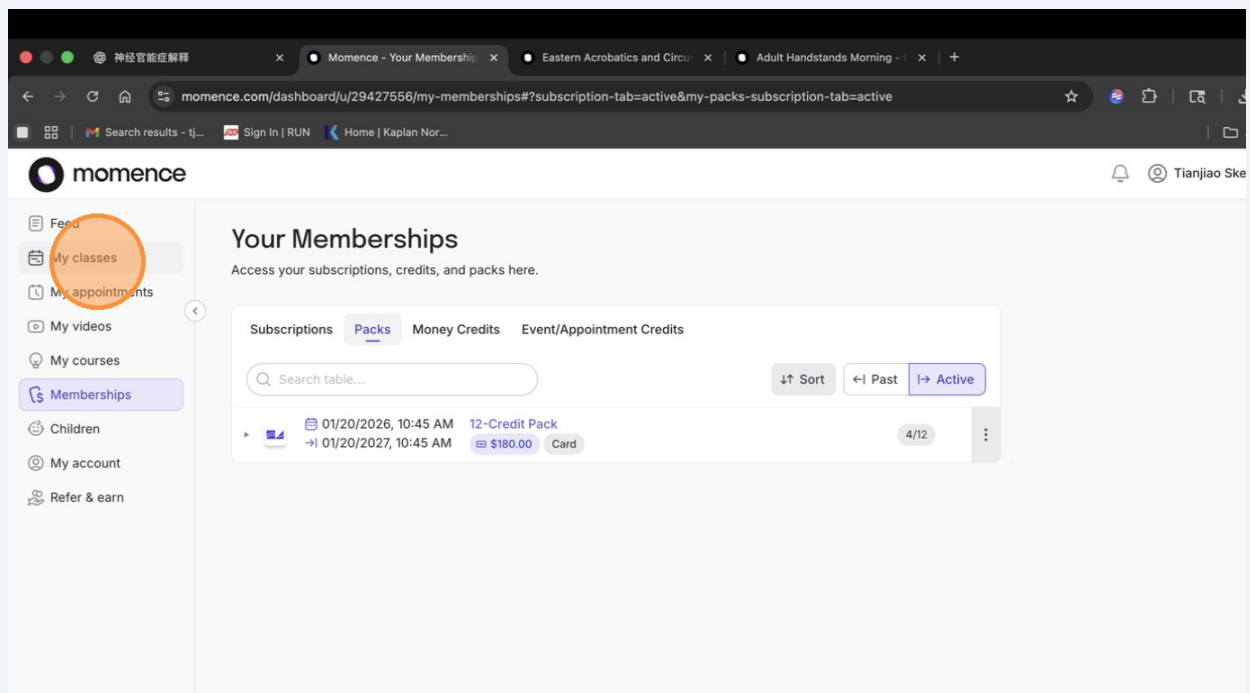 神经官能症解释
Momence - Your Membership
Eastern Acrobatics and Circu
Adult Handstands Morning -
momence.com/dashboard/u/29427556/my-memberships#?subscription-tab=active&my-packs-subscription-tab=active
Search results - tj...
Sign In | RUN
Home | Kaplan Nor...
momence
Tianjiao Ske
Feed
My classes
My appointments
My videos
My courses
Memberships
Children
My account
Refer & earn
Your Memberships
Access your subscriptions, credits, and packs here.
Subscriptions Packs Money Credits Event/Appointment Credits
Search table...
Sort Past Active
01/20/2026, 10:45 AM 12-Credit Pack
01/20/2027, 10:45 AM $180.00 Card
4/12